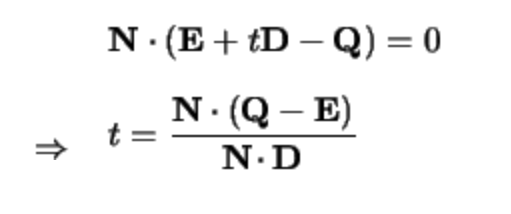 N · (E + tD − Q) = 0
⇒ t = N · (Q − E) / N · D